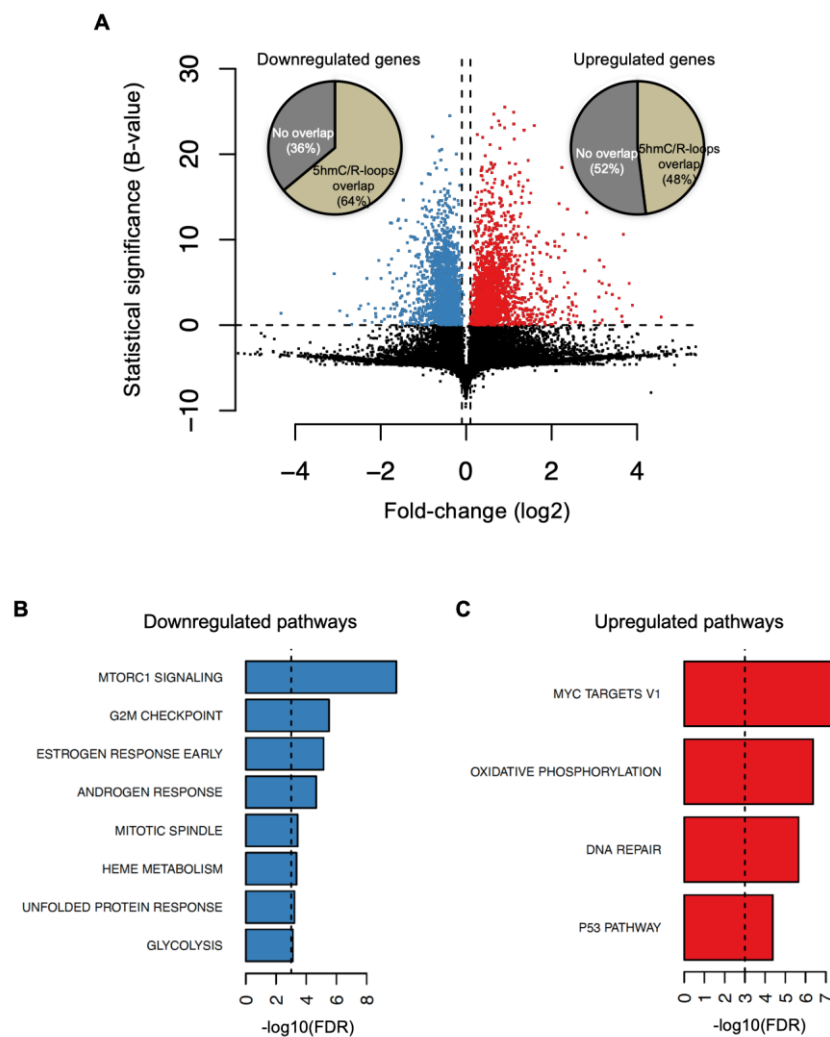 A
Downregulated genes
Upregulated genes
No overlap
(36%)
5hmC/R-loops
overlap
(64%)
No overlap
(52%)
5hmC/R-loops
overlap
(48%)
Statistical significance (B-value)
30
20
10
0
−10
−4
−2
0
2
4
Fold-change (log2)
B
Downregulated pathways
MTORC1 SIGNALING
G2M CHECKPOINT
ESTROGEN RESPONSE EARLY
ANDROGEN RESPONSE
MITOTIC SPINDLE
HEME METABOLISM
UNFOLDED PROTEIN RESPONSE
GLYCOLYSIS
0
2
4
6
8
-log10(FDR)
C
Upregulated pathways
MYC TARGETS V1
OXIDATIVE PHOSPHORYLATION
DNA REPAIR
P53 PATHWAY
0
1
2
3
4
5
6
7
-log10(FDR)